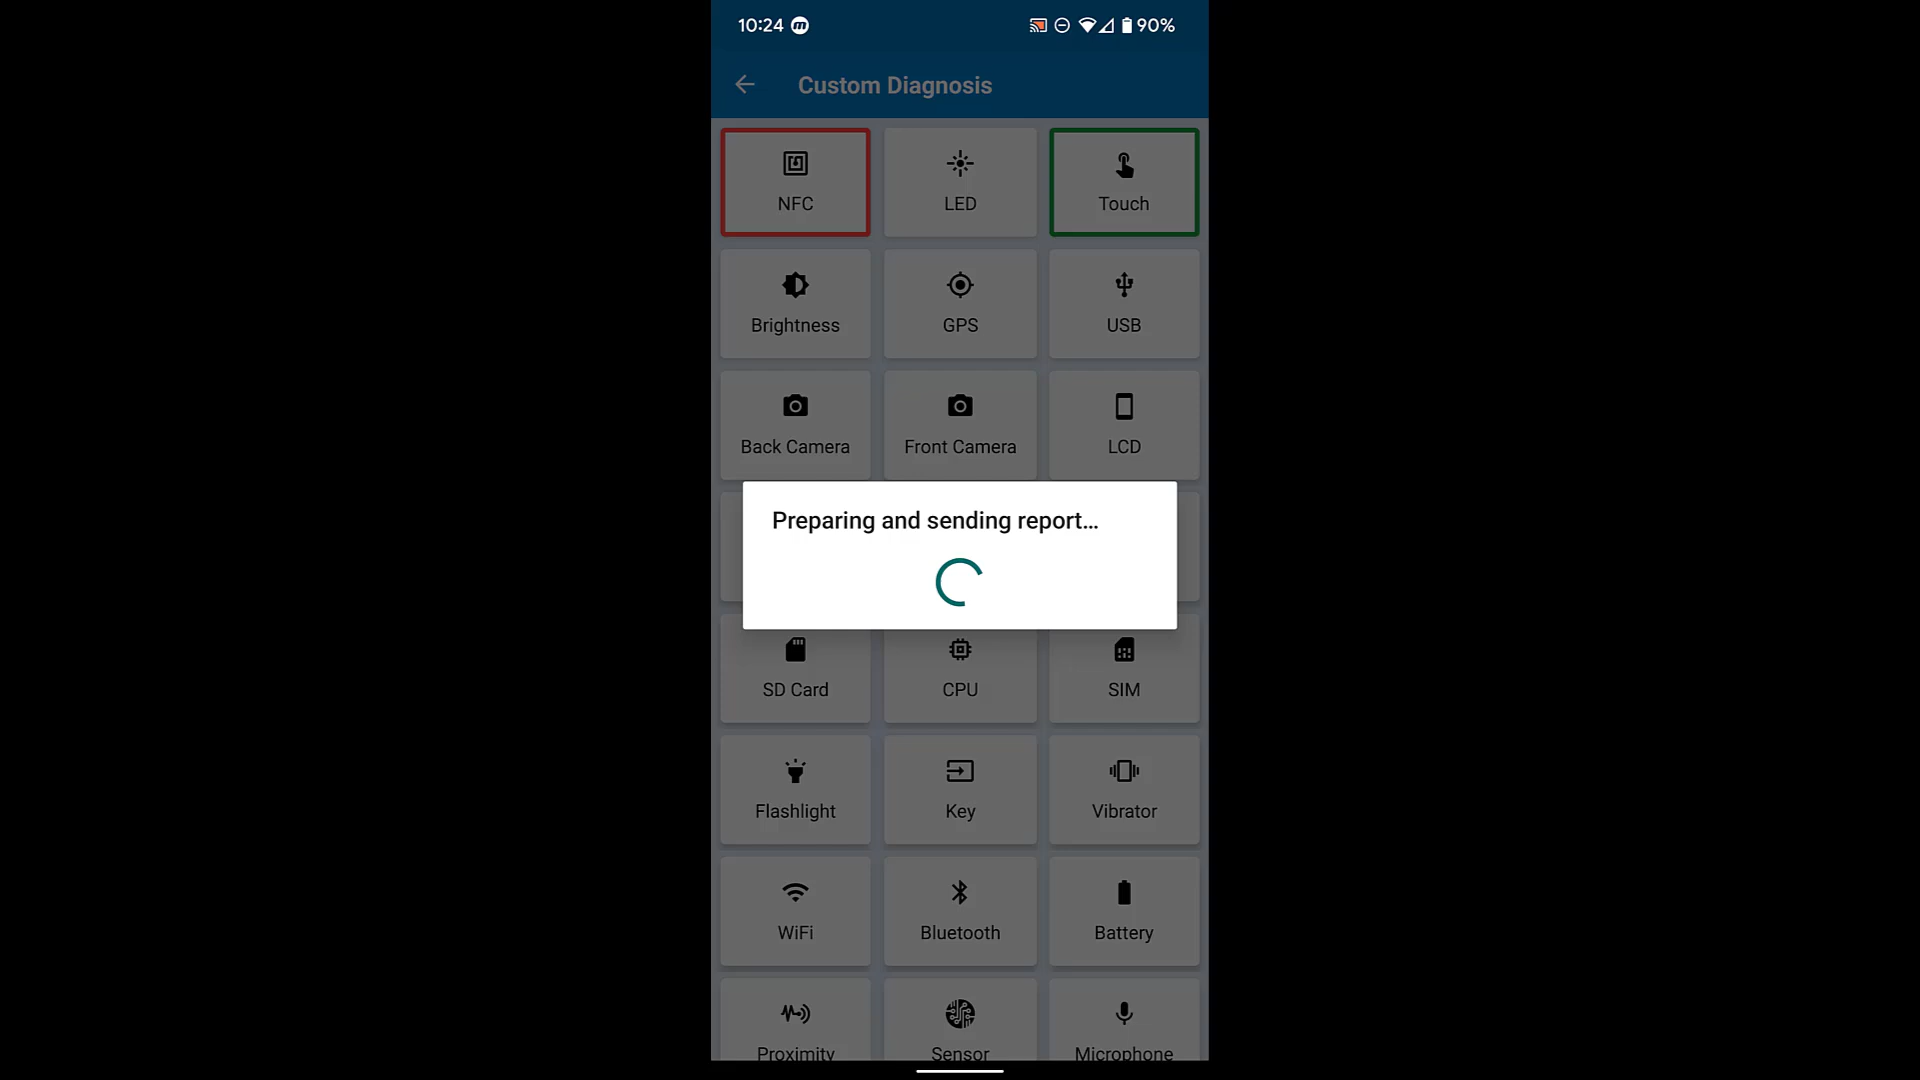 10:24 m 90%
Custom Diagnosis
NFC LED Touch
Brightness GPS USB
Back Camera Front Camera LCD
Preparing and sending report...
SD Card CPU SIM
Flashlight Key Vibrator
WiFi Bluetooth Battery
Proximity Sensor Microphone